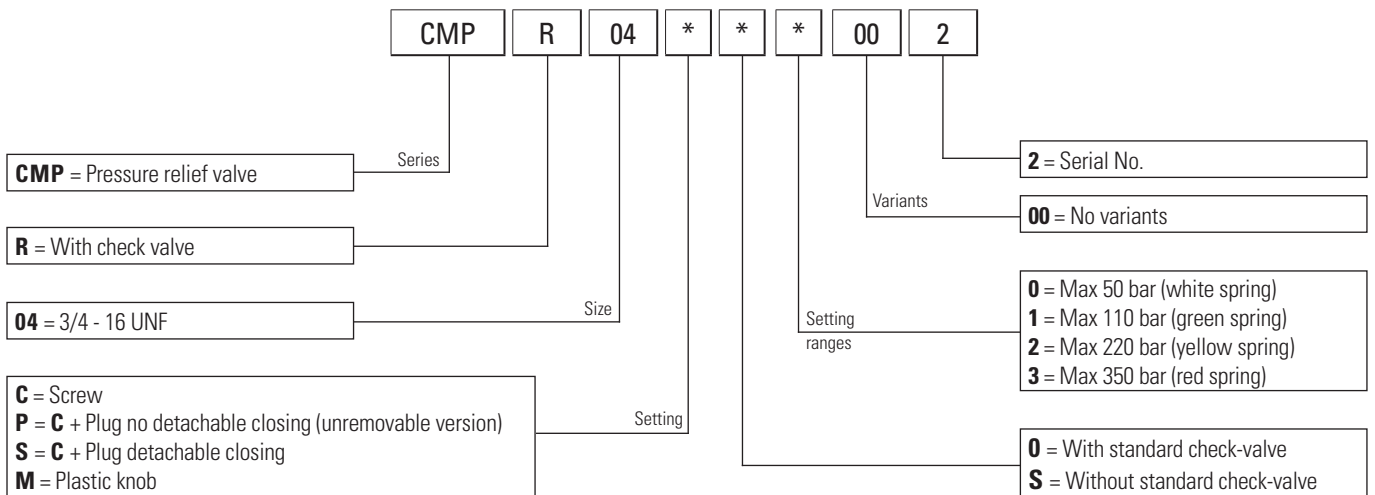 CMP R 04 * * * 00 2
Series
CMP = Pressure relief valve
R = With check valve
Size
04 = 3/4 - 16 UNF
Setting
C = Screw
P = C + Plug no detachable closing (unremovable version)
S = C + Plug detachable closing
M = Plastic knob
2 = Serial No.
Variants
00 = No variants
Setting
ranges
0 = Max 50 bar (white spring)
1 = Max 110 bar (green spring)
2 = Max 220 bar (yellow spring)
3 = Max 350 bar (red spring)
0 = With standard check-valve
S = Without standard check-valve